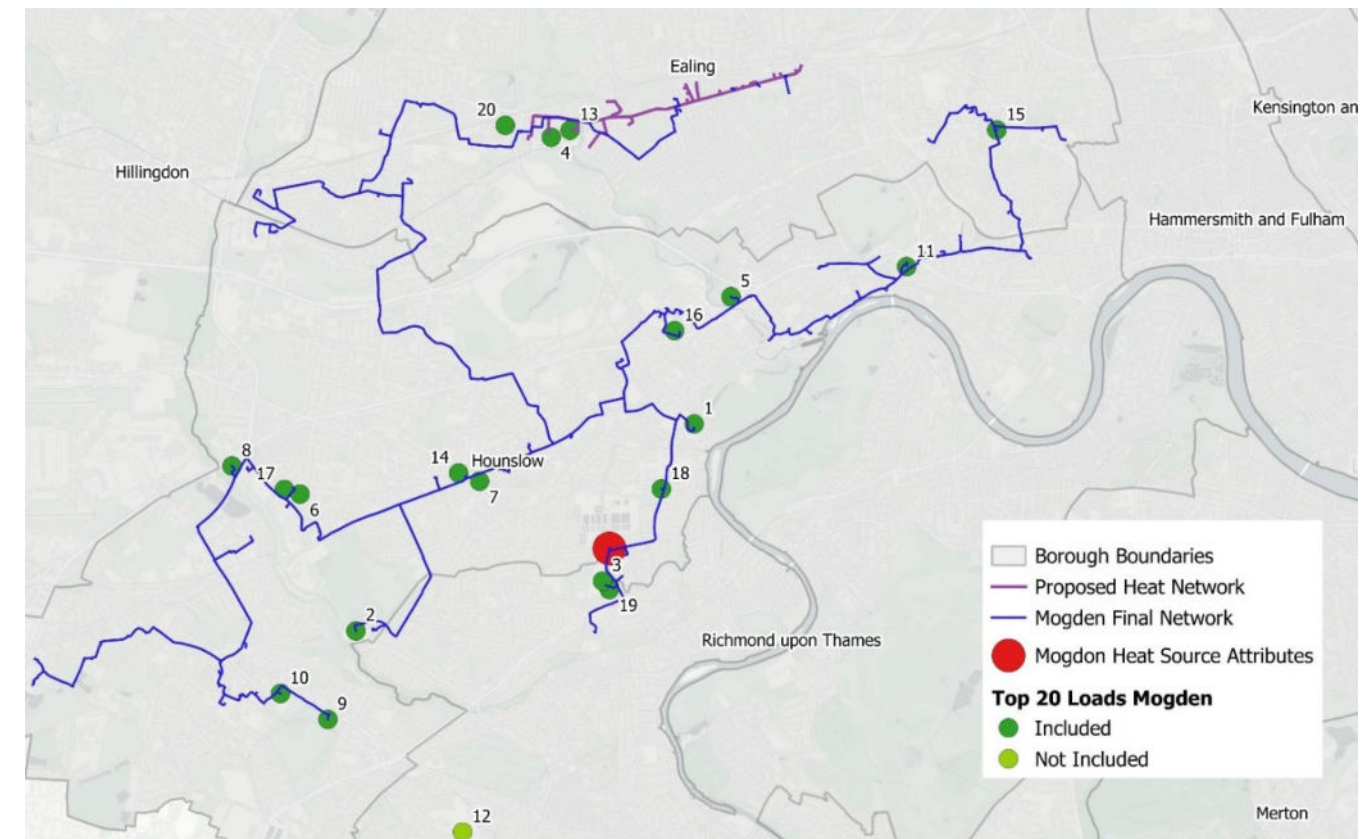 Ealing
20
13
15
Kensington an
4
Hillingdon
Hammersmith and Fulham
11
5
16
1
8
14
Hounslow
17
18
7
6
Borough Boundaries
3
Proposed Heat Network
19
Mogden Final Network
2
Richmond upon Thames
Mogdon Heat Source Attributes
10
Top 20 Loads Mogden
9
Included
Not Included
12
Merton